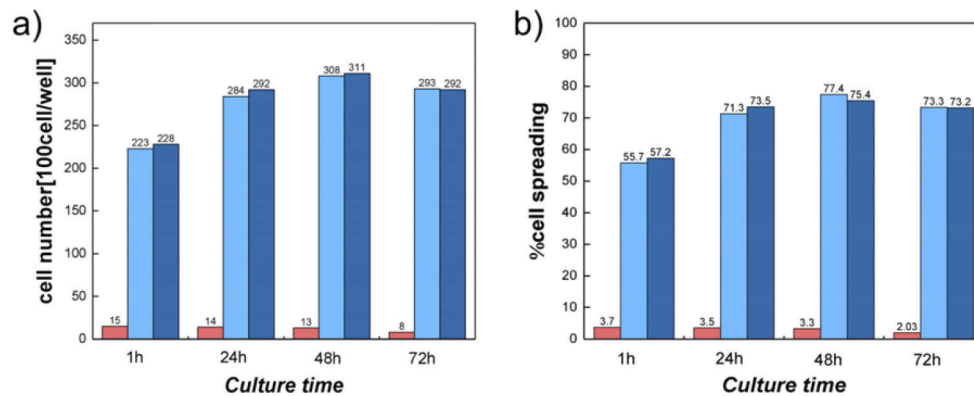 a)
cell number[100cell/well]
350
300
250
200
150
100
50
0
15 223 228
14 284 292
13 308 311
8 293 292
1h 24h 48h 72h
Culture time
b)
%cell spreading
100
90
80
70
60
50
40
30
20
10
0
3.7 55.7 57.2
3.5 71.3 73.5
3.3 77.4 75.4
2.03 73.3 73.2
1h 24h 48h 72h
Culture time